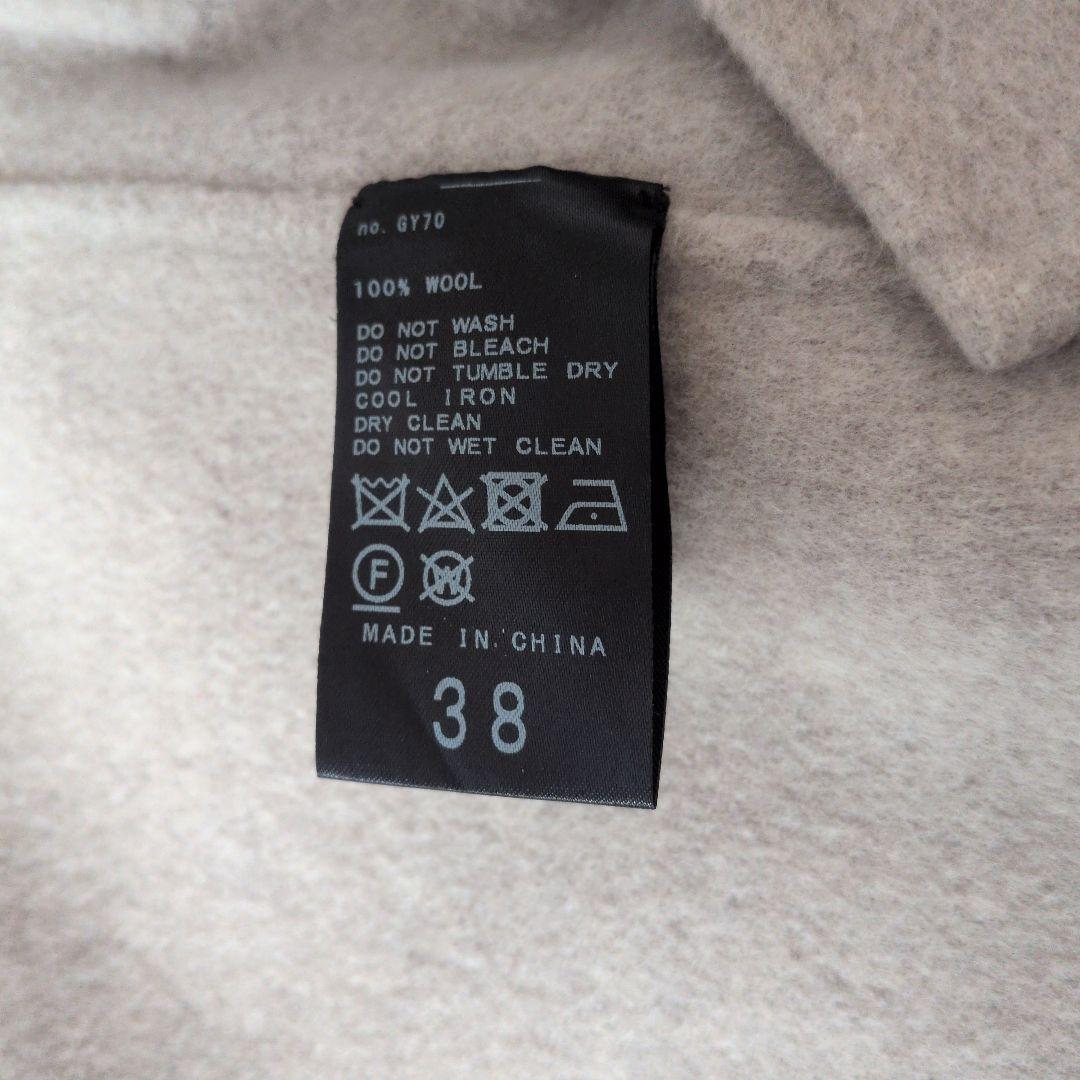 no. GY70
100% WOOL
DO NOT WASH
DO NOT BLEACH
DO NOT TUMBLE DRY
COOL IRON
DRY CLEAN
DO NOT WET CLEAN
F W
MADE IN CHINA
38